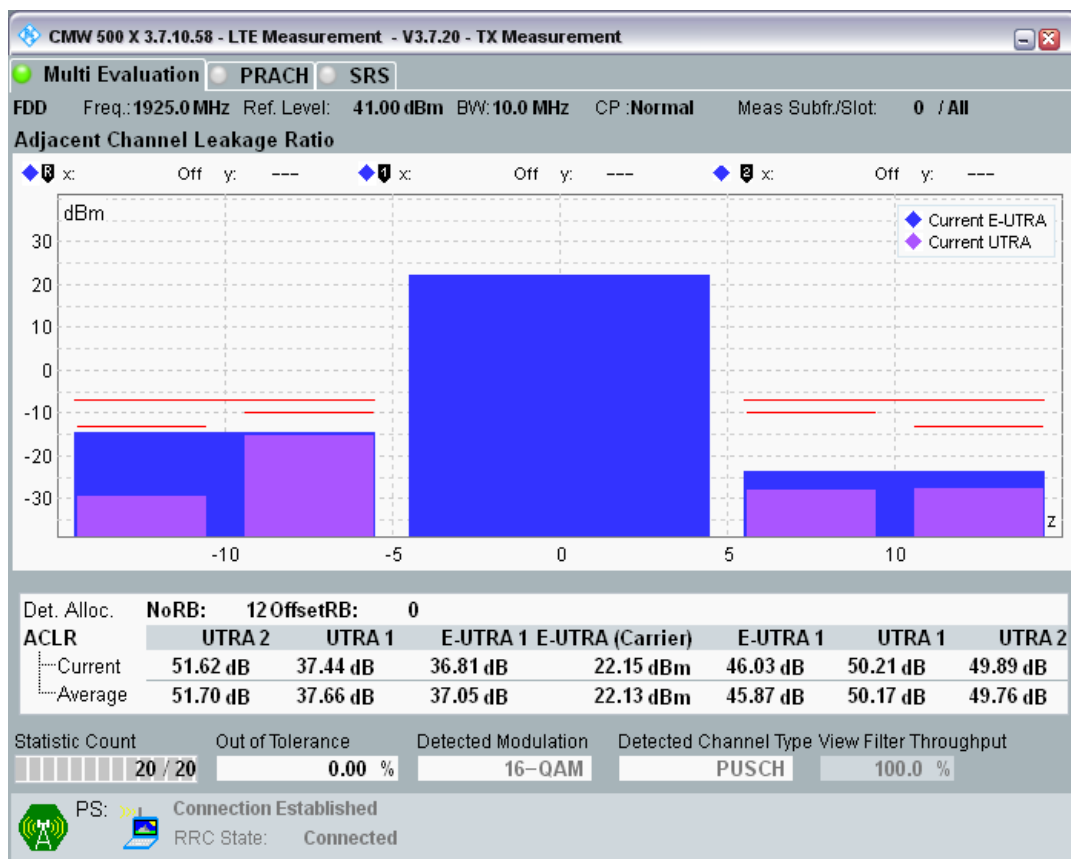 CMW 500 X 3.7.10.58 - LTE Measurement - V3.7.20 - TX Measurement
Multi Evaluation PRACH SRS
FDD Freq.: 1925.0 MHz Ref. Level: 41.00 dBm BW: 10.0 MHz CP :Normal Meas Subfr./Slot: 0 / All
Adjacent Channel Leakage Ratio
R x: Off y: --- 1 x: Off y: --- 2 x: Off y: ---
dBm
Current E-UTRA
Current UTRA
30
20
10
0
-10
-20
-30
z
-10 -5 0 5 10
Det. Alloc. NoRB: 12 OffsetRB: 0
ACLR UTRA 2 UTRA 1 E-UTRA 1 E-UTRA (Carrier) E-UTRA 1 UTRA 1 UTRA 2
Current 51.62 dB 37.44 dB 36.81 dB 22.15 dBm 46.03 dB 50.21 dB 49.89 dB
Average 51.70 dB 37.66 dB 37.05 dB 22.13 dBm 45.87 dB 50.17 dB 49.76 dB
Statistic Count Out of Tolerance Detected Modulation Detected Channel Type View Filter Throughput
20 / 20 0.00 % 16-QAM PUSCH 100.0 %
PS: Connection Established
RRC State: Connected